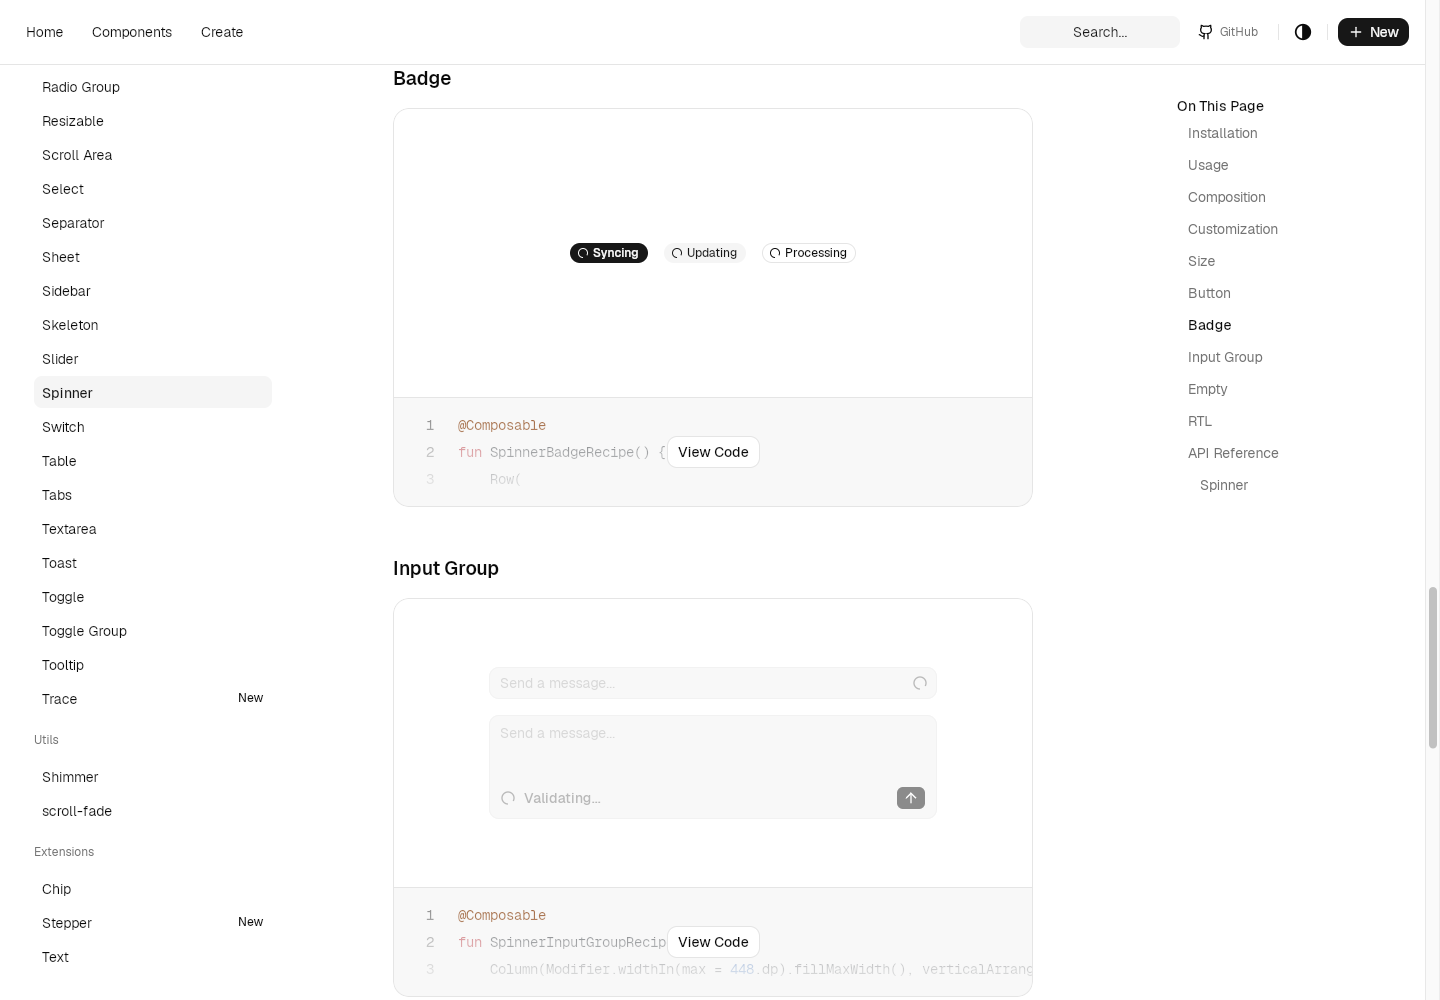 Home
Components
Create
Search...
GitHub
New
Radio Group
Resizable
Scroll Area
Select
Separator
Sheet
Sidebar
Skeleton
Slider
Spinner
Switch
Table
Tabs
Textarea
Toast
Toggle
Toggle Group
Tooltip
Trace New
Utils
Shimmer
scroll-fade
Extensions
Chip
Stepper New
Text
Badge
Syncing
Updating
Processing
1 @Composable
2 fun SpinnerBadgeRecipe() {
View Code
3 Row(
Input Group
Send a message...
Send a message...
Validating...
1 @Composable
2 fun SpinnerInputGroupRecip
View Code
3 Column(Modifier.widthIn(max = 448.dp).fillMaxWidth(), verticalArrang
On This Page
Installation
Usage
Composition
Customization
Size
Button
Badge
Input Group
Empty
RTL
API Reference
Spinner